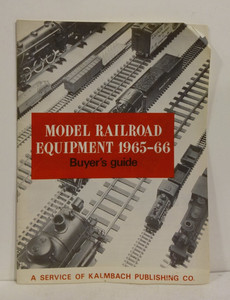 MODEL RAILROAD
EQUIPMENT 1965-66
Buyer's guide
A SERVICE OF KALMBACH PUBLISHING CO.